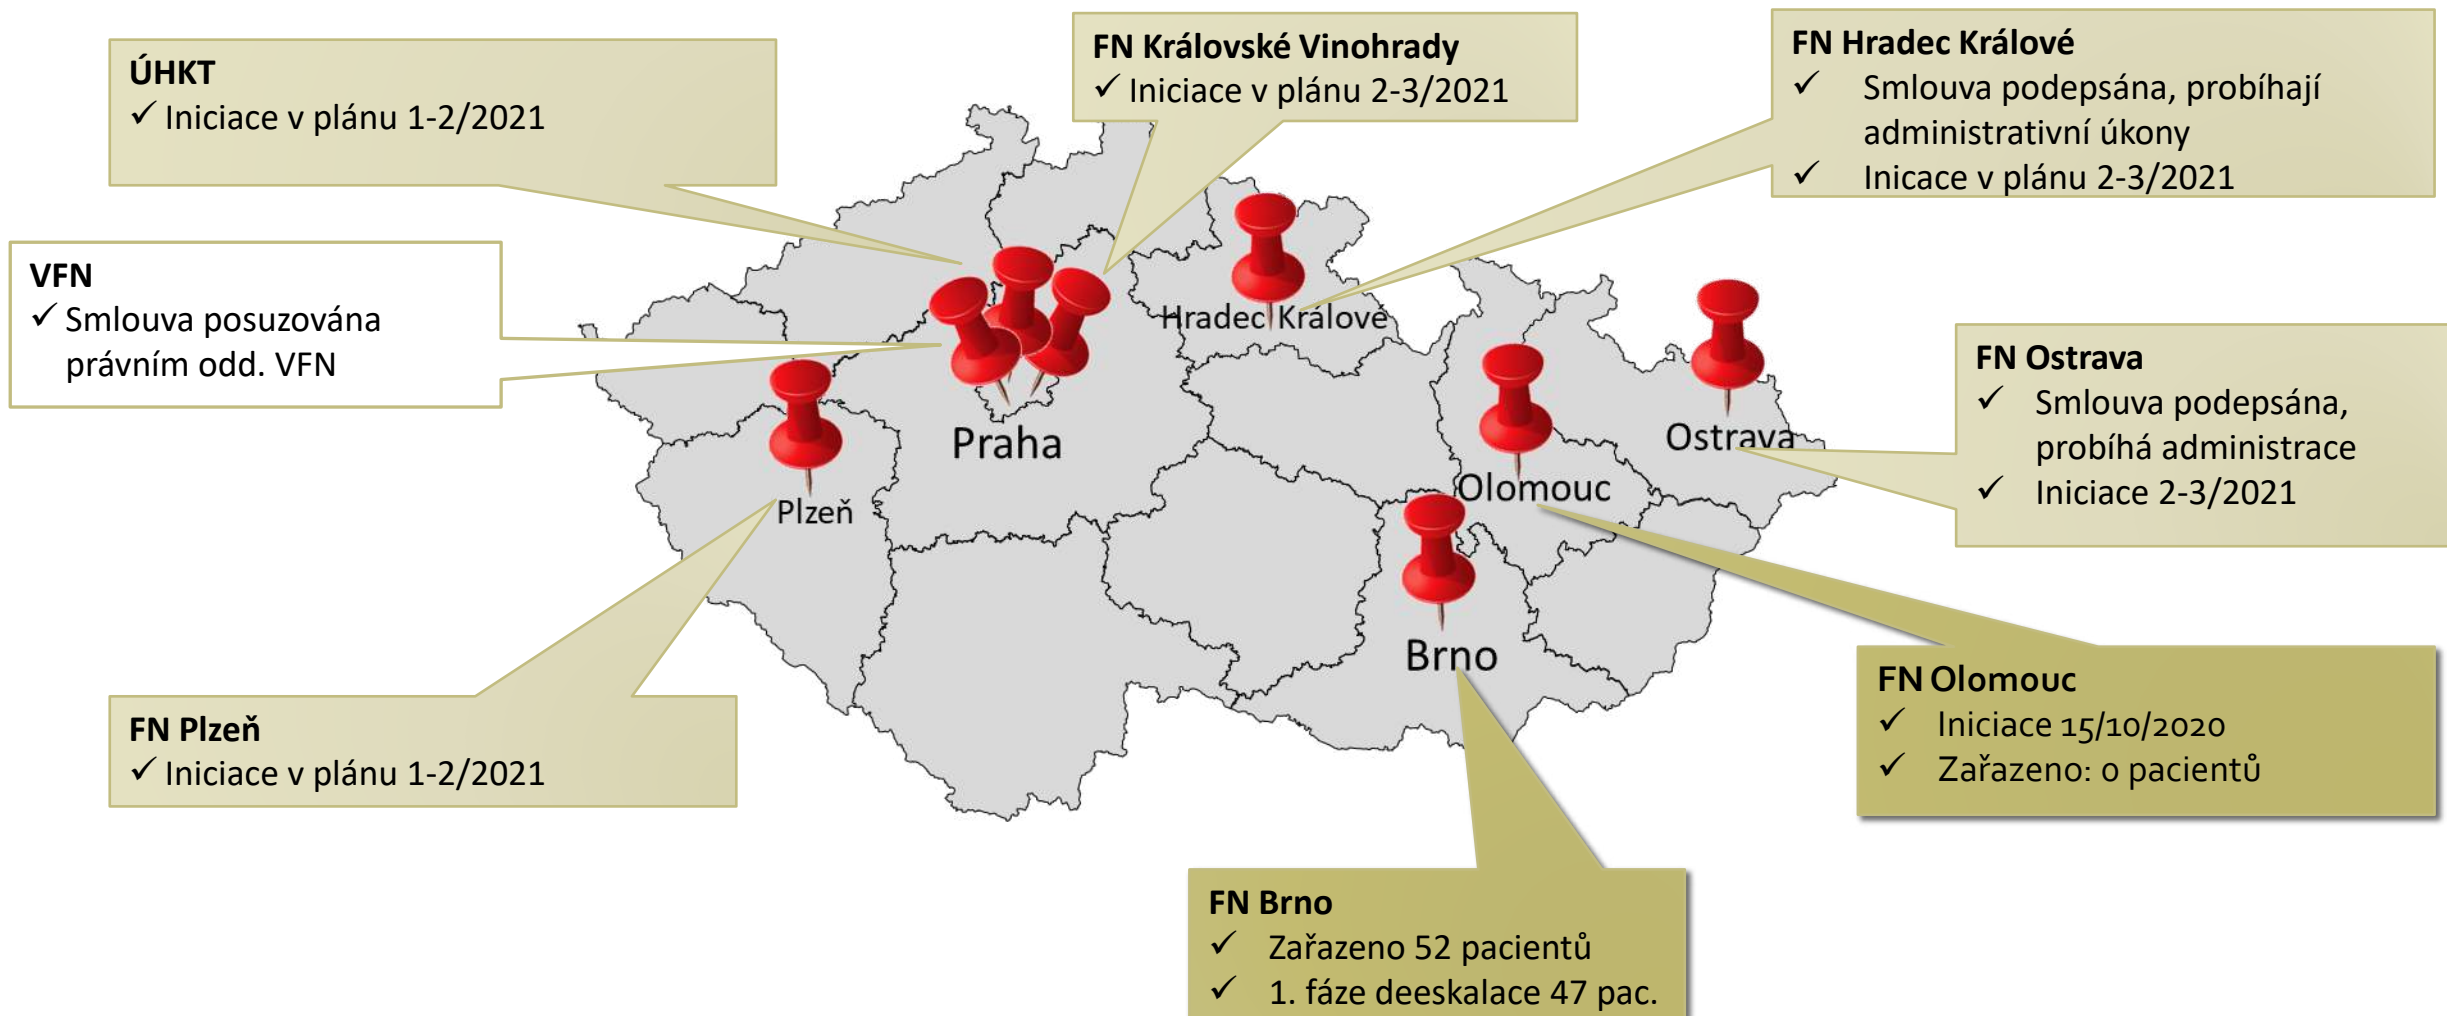 ÚHKT
✓ Iniciace v plánu 1-2/2021
FN Královské Vinohrady
✓ Iniciace v plánu 2-3/2021
FN Hradec Králové
✓ Smlouva podepsána, probíhají
administrativní úkony
✓ Inicace v plánu 2-3/2021
VFN
✓ Smlouva posuzována
právním odd. VFN
Hradec Králové
FN Ostrava
✓ Smlouva podepsána,
probíhá administrace
✓ Iniciace 2-3/2021
Praha
Ostrava
Plzeň
Olomouc
Brno
FN Plzeň
✓ Iniciace v plánu 1-2/2021
FN Olomouc
✓ Iniciace 15/10/2020
✓ Zařazeno: 0 pacientů
FN Brno
✓ Zařazeno 52 pacientů
✓ 1. fáze deeskalace 47 pac.